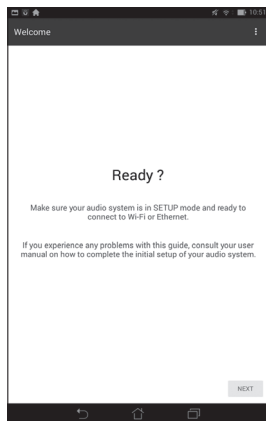 10:51
Welcome
Ready ?
Make sure your audio system is in SETUP mode and ready to
connect to Wi-Fi or Ethernet.
If you experience any problems with this guide, consult your user
manual on how to complete the initial setup of your audio system.
NEXT